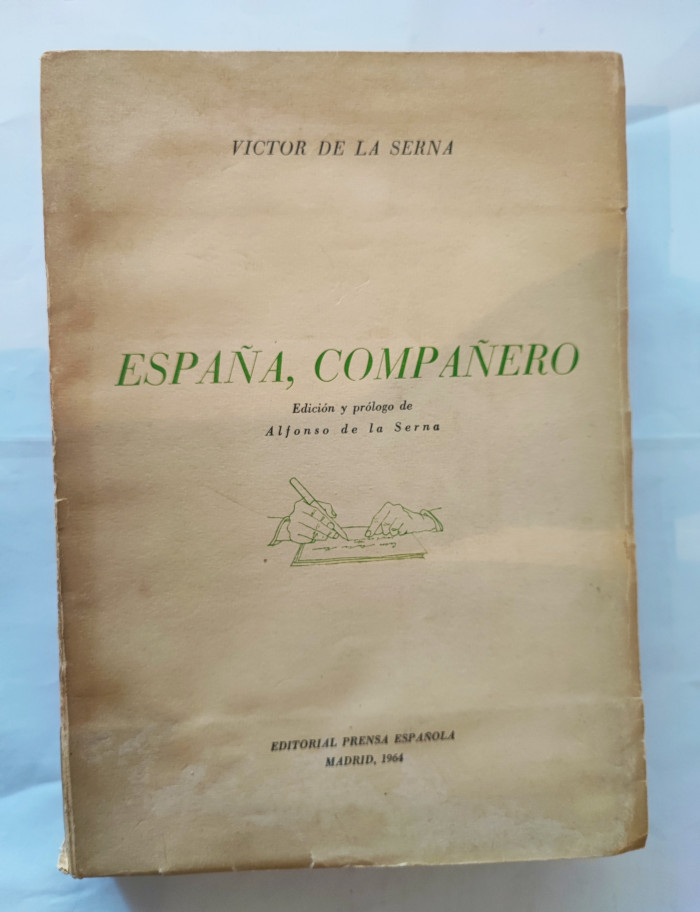 VICTOR DE LA SERNA
ESPAÑA, COMPAÑERO
Edición y prólogo de
Alfonso de la Serna
EDITORIAL PRENSA ESPAÑOLA
MADRID, 1964